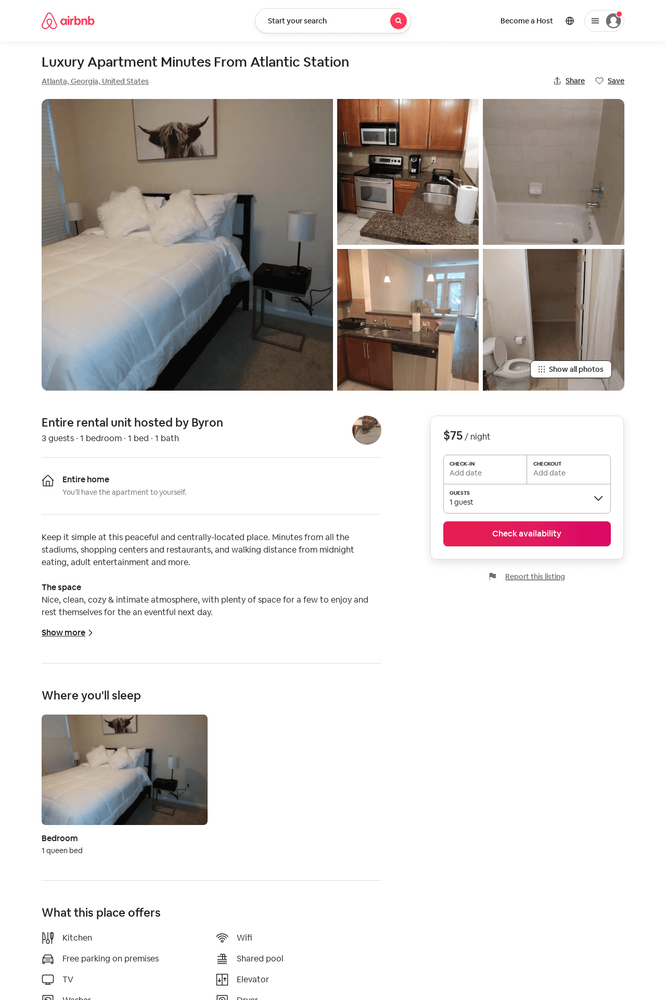 airbnb
Start your search
Become a Host
Luxury Apartment Minutes From Atlantic Station
Atlanta, Georgia, United States
Share
Save
Show all photos
Entire rental unit hosted by Byron
3 guests · 1 bedroom · 1 bed · 1 bath
Entire home
You’ll have the apartment to yourself.
$75 / night
CHECK-IN
Add date
CHECKOUT
Add date
GUESTS
1 guest
Check availability
Report this listing
Keep it simple at this peaceful and centrally-located place. Minutes from all the
stadiums, shopping centers and restaurants, and walking distance from midnight
eating, adult entertainment and more.
The space
Nice, clean, cozy & intimate atmosphere, with plenty of space for a few to enjoy and
rest themselves for the an eventful next day.
Show more
Where you'll sleep
Bedroom
1 queen bed
What this place offers
Kitchen
Wifi
Free parking on premises
Shared pool
TV
Elevator
Washer
Dryer